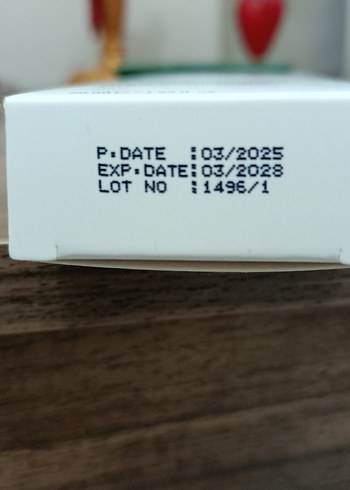 P.DATE :03/2025
EXP.DATE:03/2028
LOT NO :1496/1